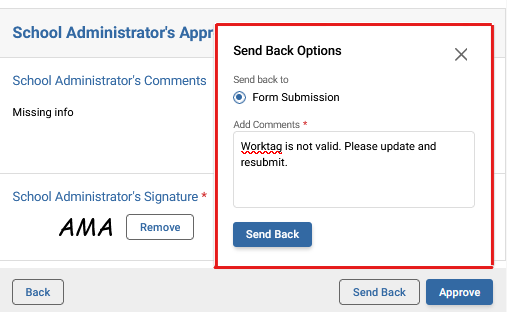 School Administrator's Appr
School Administrator's Comments
Missing info
School Administrator's Signature *
AMA
Remove
Send Back Options
Send back to
Form Submission
Add Comments *
Worktag is not valid. Please update and
resubmit.
Send Back
Back
Send Back
Approve